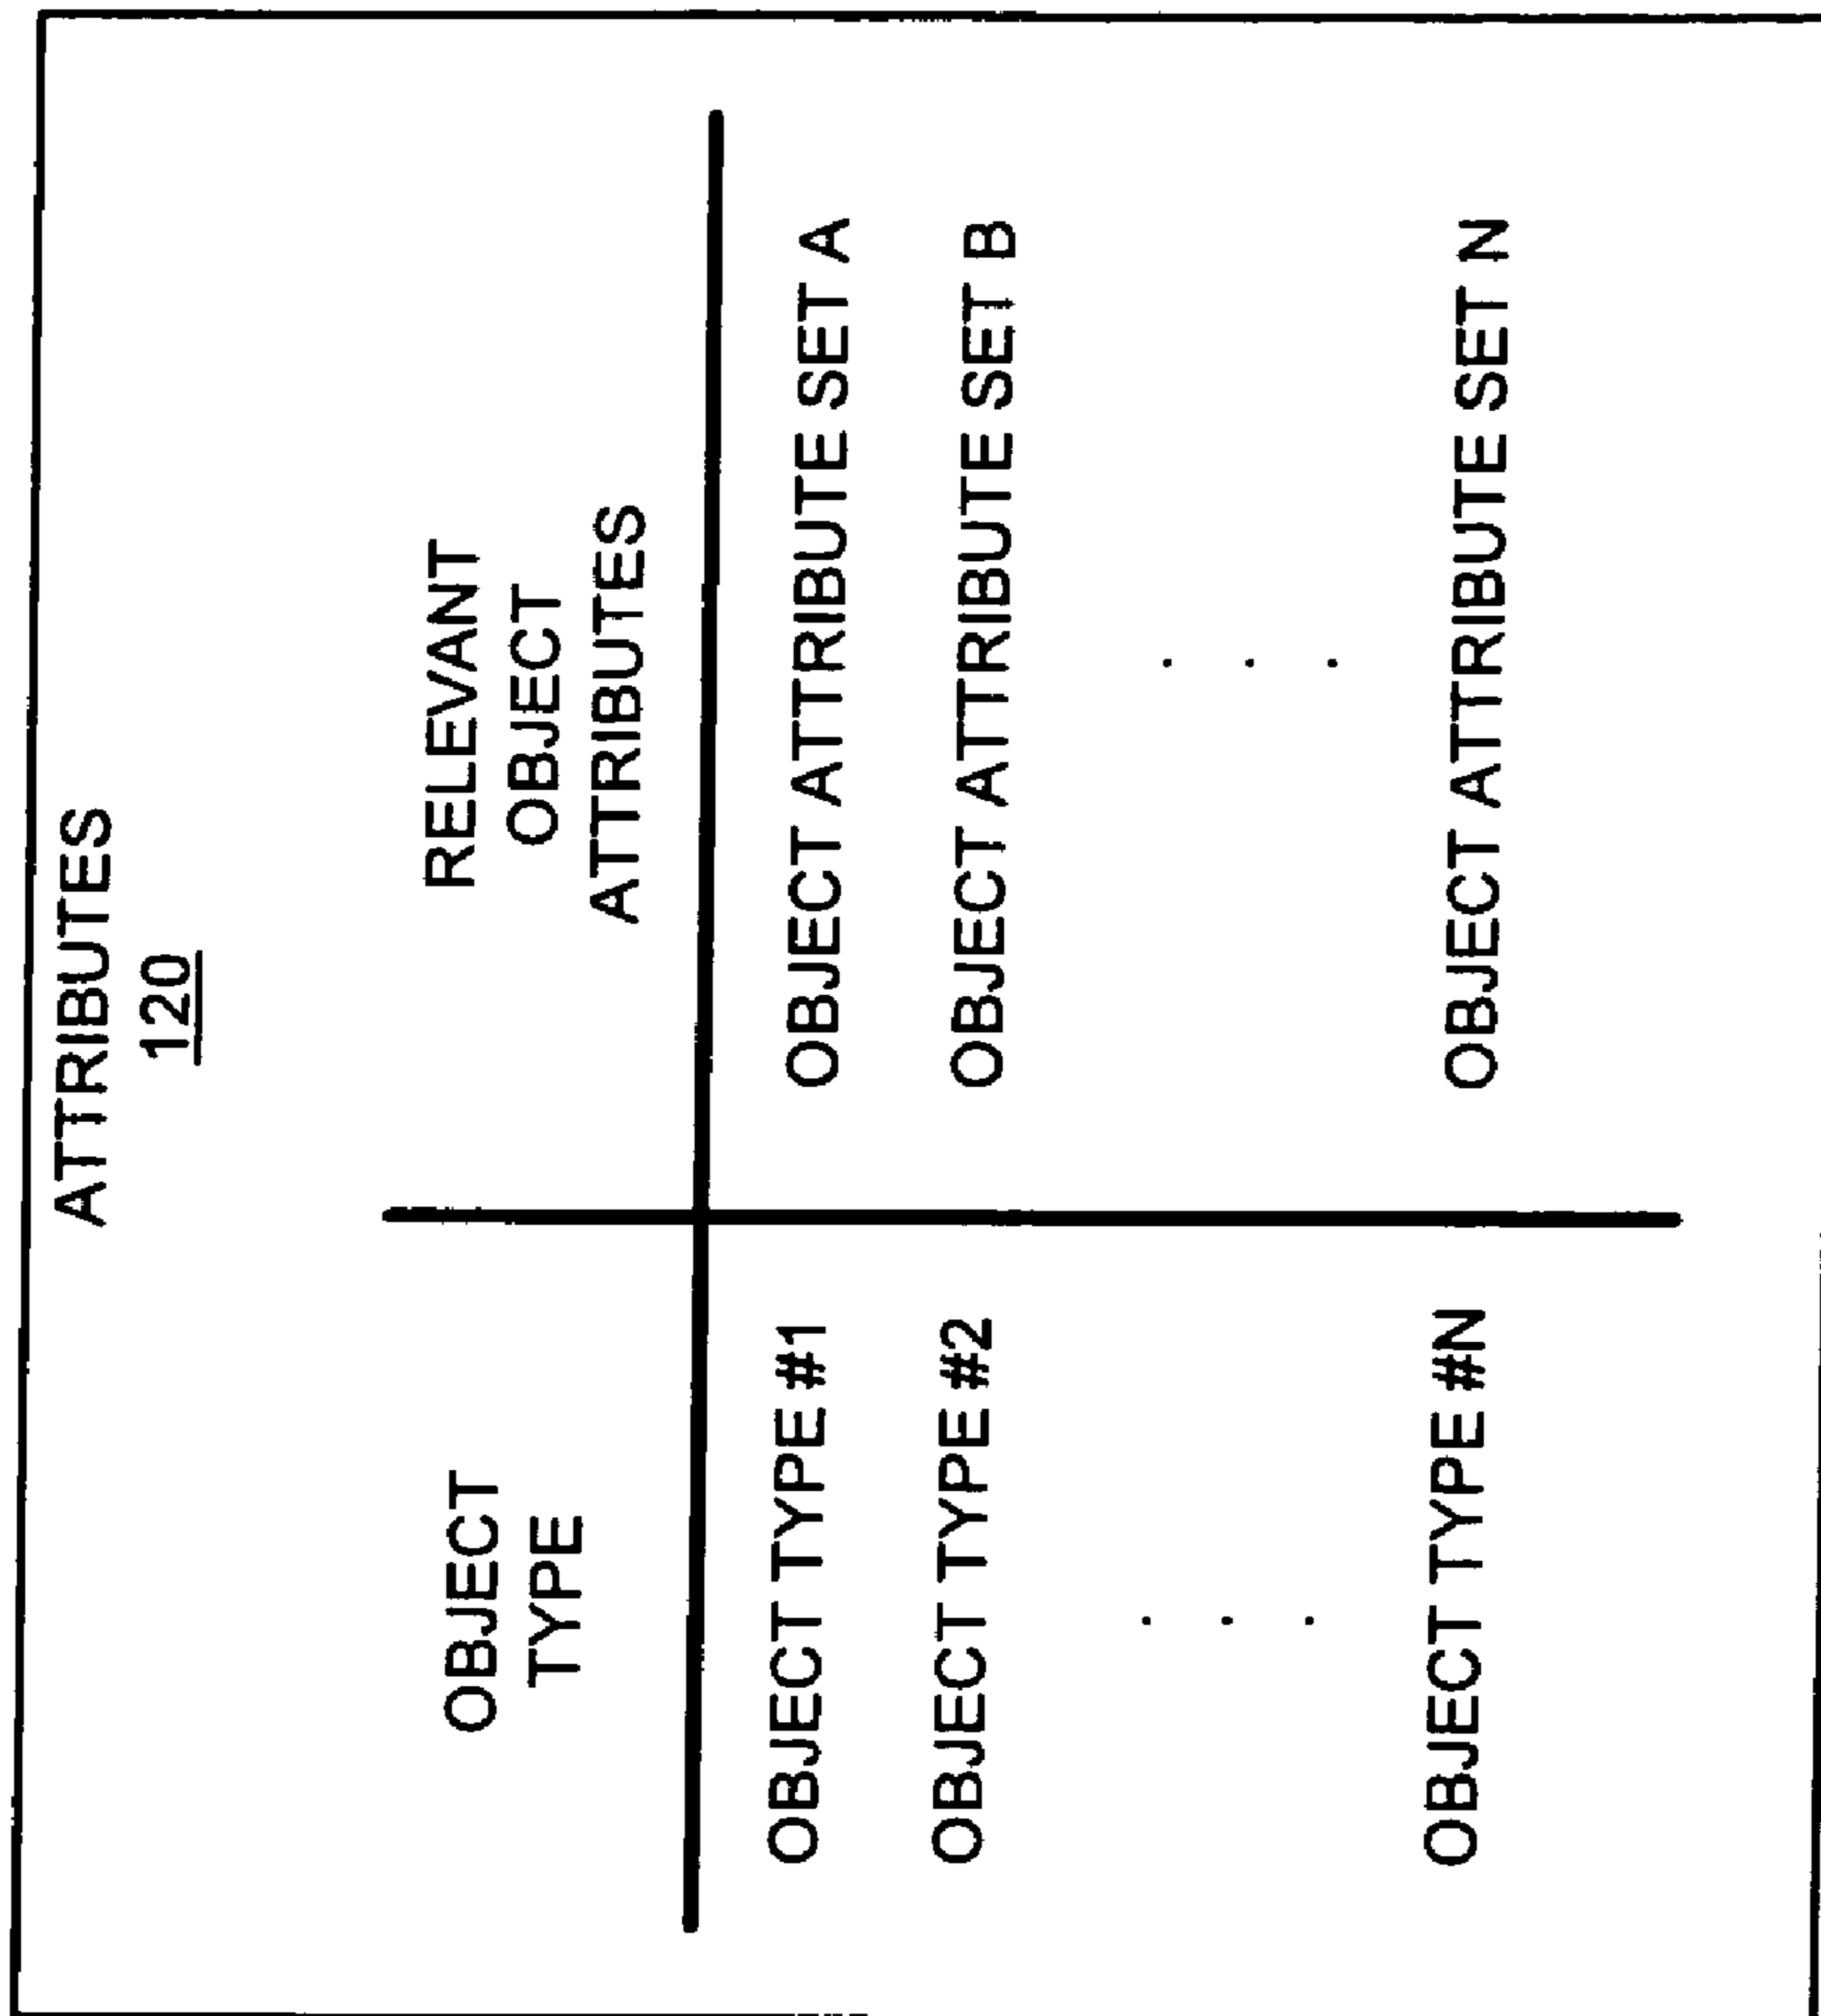 ATTRIBUTES
120
OBJECT
TYPE
RELEVANT
OBJECT
ATTRIBUTES
OBJECT TYPE #1
OBJECT ATTRIBUTE SET A
OBJECT TYPE #2
OBJECT ATTRIBUTE SET B
. . .
. . .
OBJECT TYPE #N
OBJECT ATTRIBUTE SET N